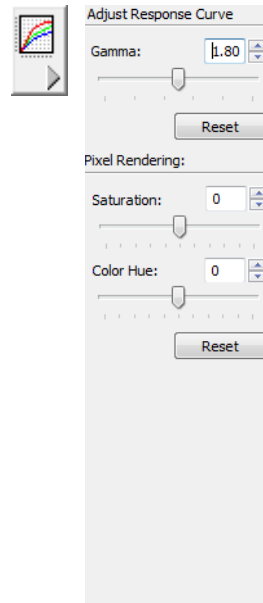 Adjust Response Curve
Gamma: 1.80
Reset
Pixel Rendering:
Saturation: 0
Color Hue: 0
Reset